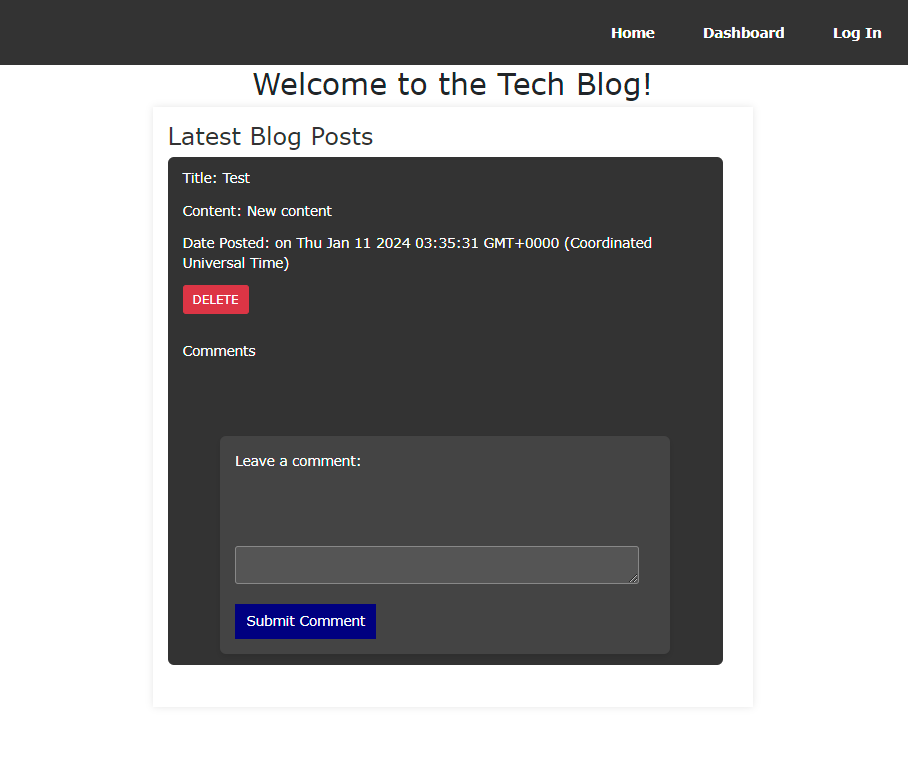 Home Dashboard Log In
Welcome to the Tech Blog!
Latest Blog Posts
Title: Test
Content: New content
Date Posted: on Thu Jan 11 2024 03:35:31 GMT+0000 (Coordinated
Universal Time)
DELETE
Comments
Leave a comment:
Submit Comment